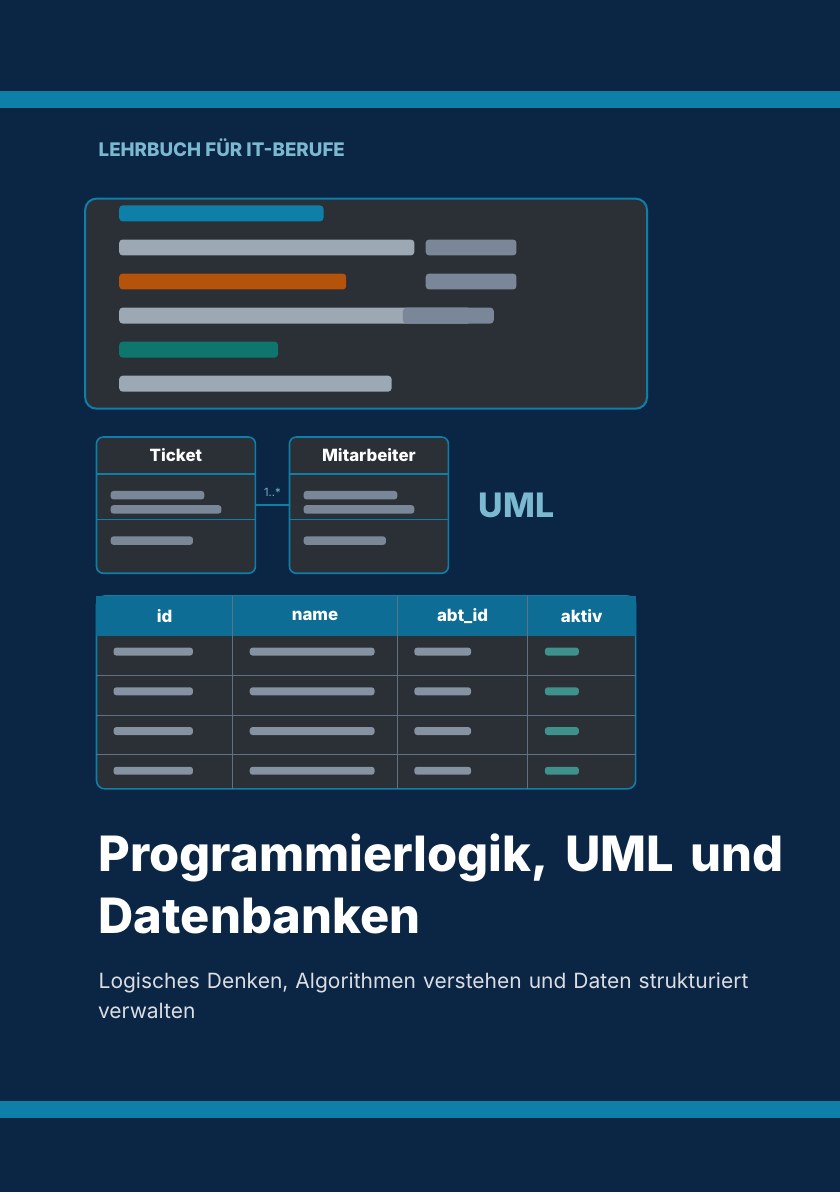 LEHRBUCH FÜR IT-BERUFE
Ticket
Mitarbeiter
1..*
UML
id name abt_id aktiv
Programmierlogik, UML und
Datenbanken
Logisches Denken, Algorithmen verstehen und Daten strukturiert
verwalten